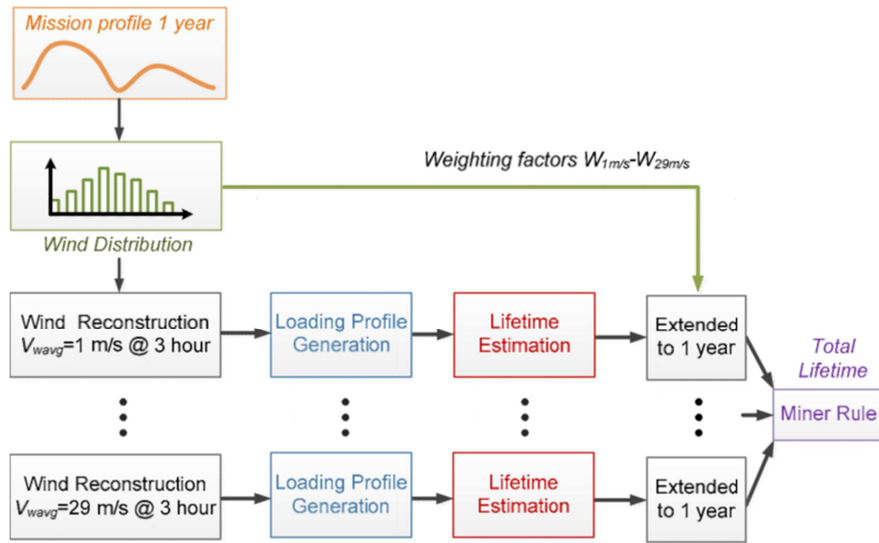 Mission profile 1 year
Weighting factors W1m/s-W29m/s
Wind Distribution
Wind Reconstruction
Vwavg=1 m/s @ 3 hour
Loading Profile
Generation
Lifetime
Estimation
Extended
to 1 year
Total
Lifetime
Miner Rule
Wind Reconstruction
Vwavg=29 m/s @ 3 hour
Loading Profile
Generation
Lifetime
Estimation
Extended
to 1 year